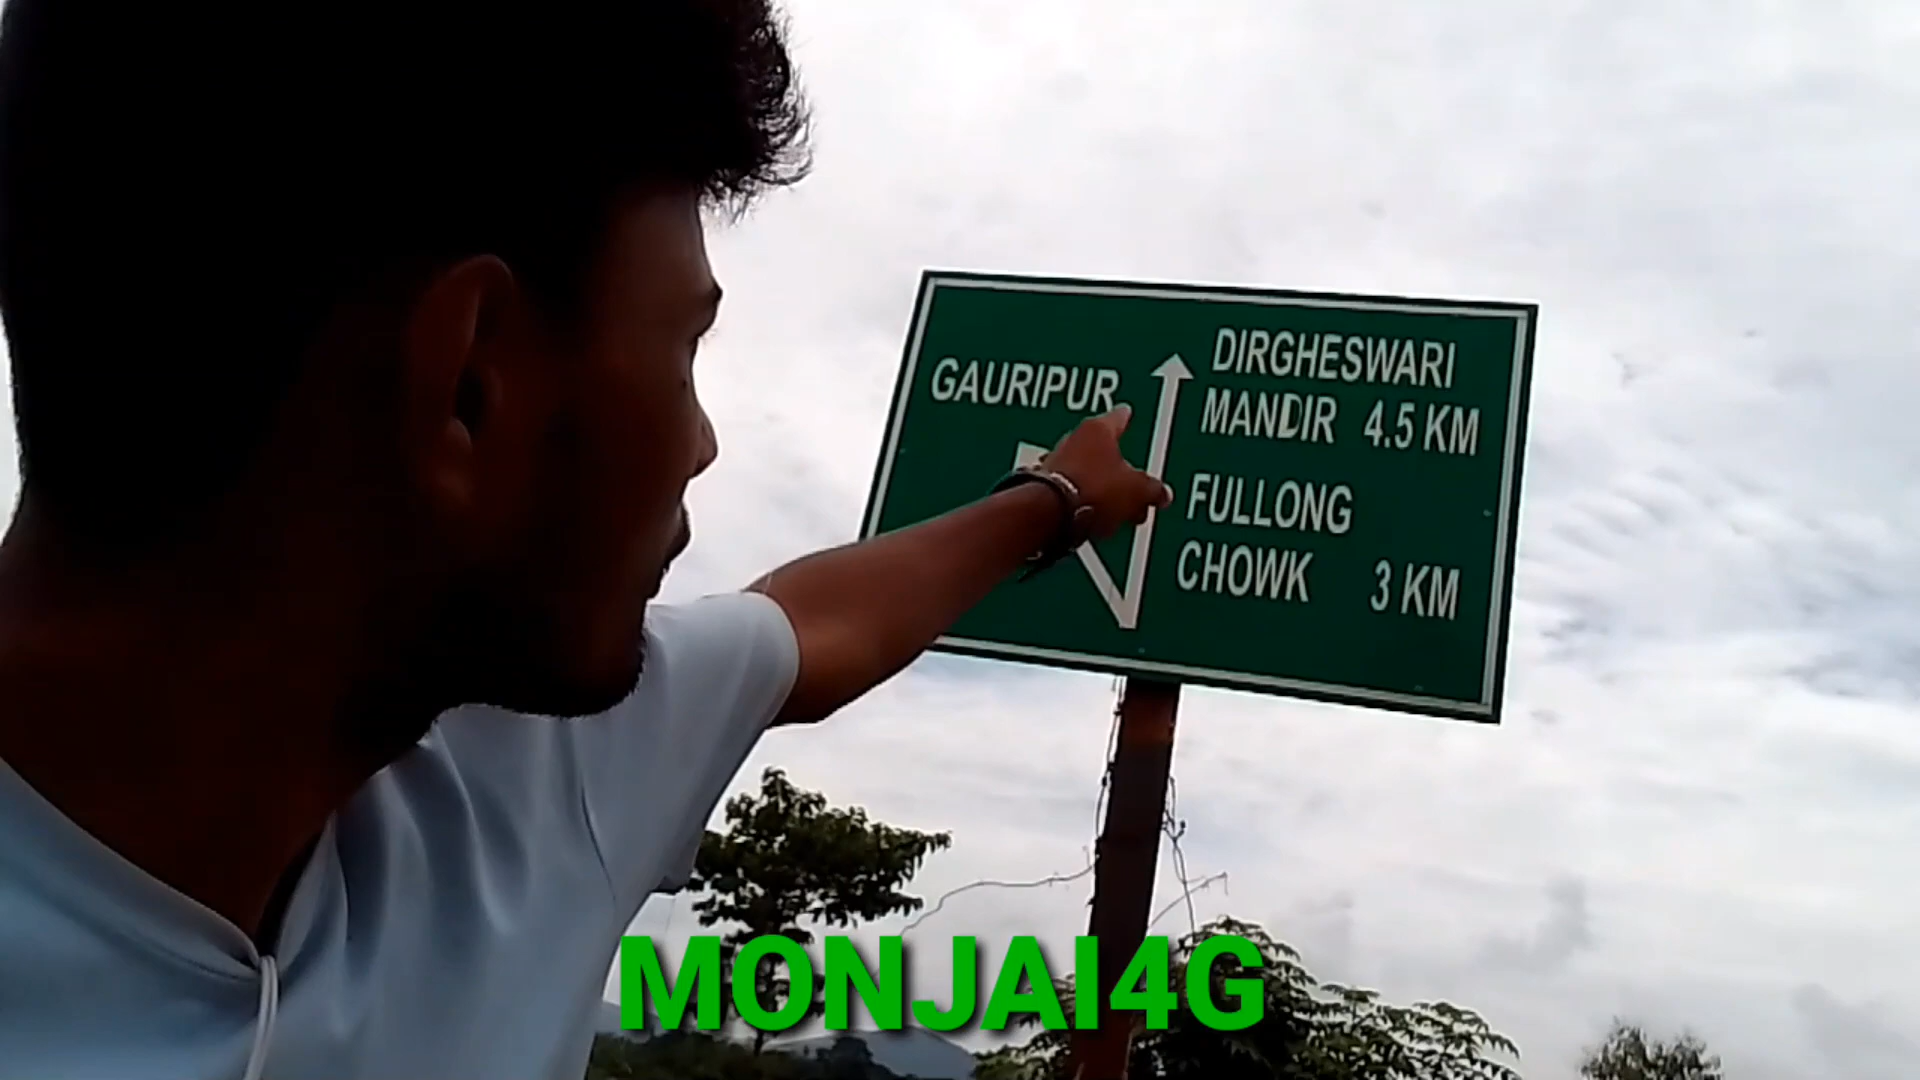 GAURIPUR
DIRGHESWARI
MANDIR 4.5 KM
FULLONG
CHOWK 3 KM
MONJAI4G